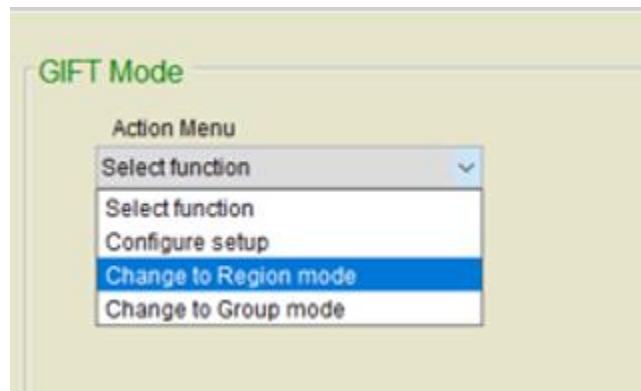 GIFT Mode
Action Menu
Select function
Select function
Configure setup
Change to Region mode
Change to Group mode